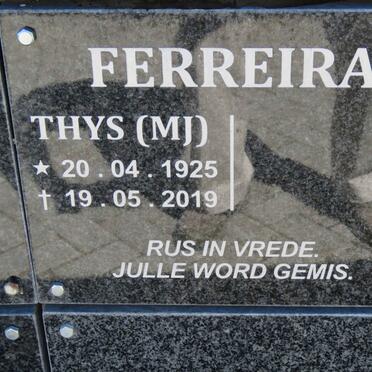 FERREIRA
THYS (MJ)
★ 20 . 04 . 1925
† 19 . 05 . 2019
RUS IN VREDE.
JULLE WORD GEMIS.